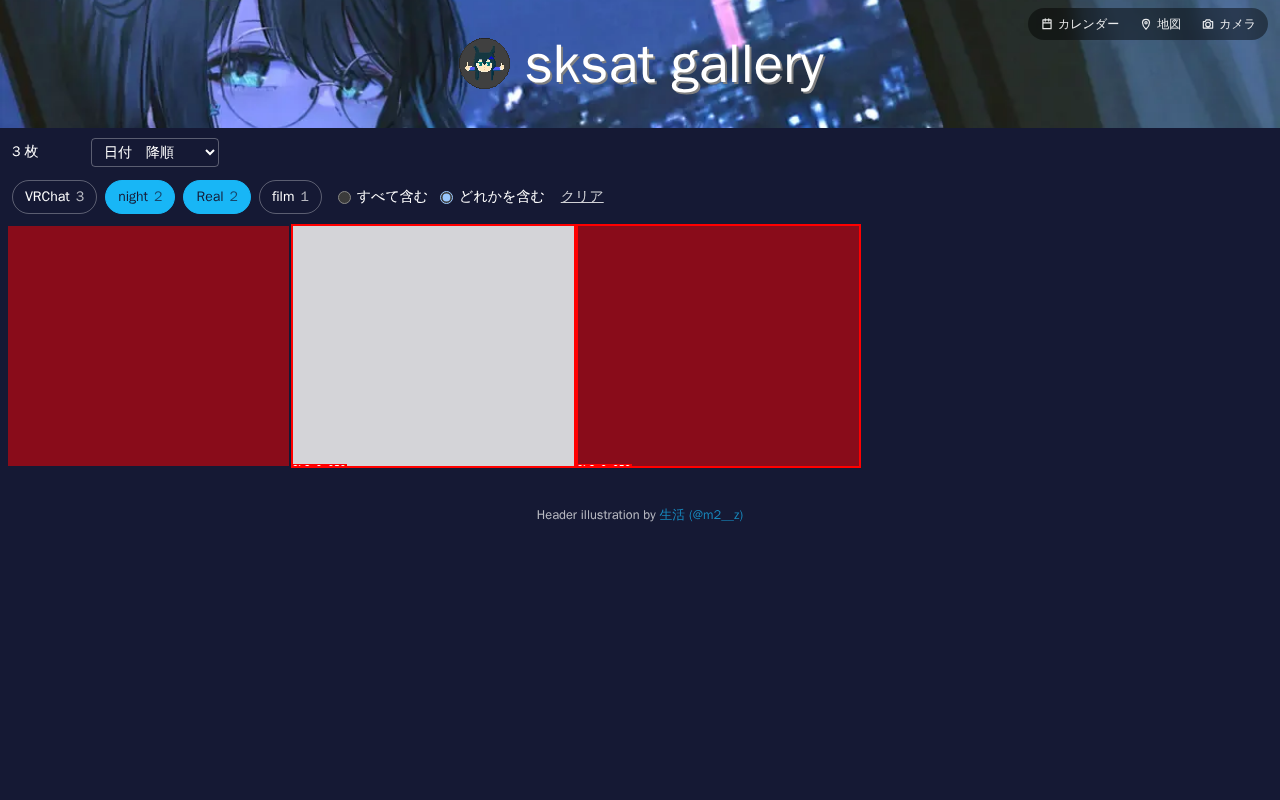 カレンダー 地図 カメラ
sksat gallery
3 枚 日付 降順
VRChat 3 night 2 Real 2 film 1 すべて含む どれかを含む クリア
Header illustration by 生活 (@m2__z)